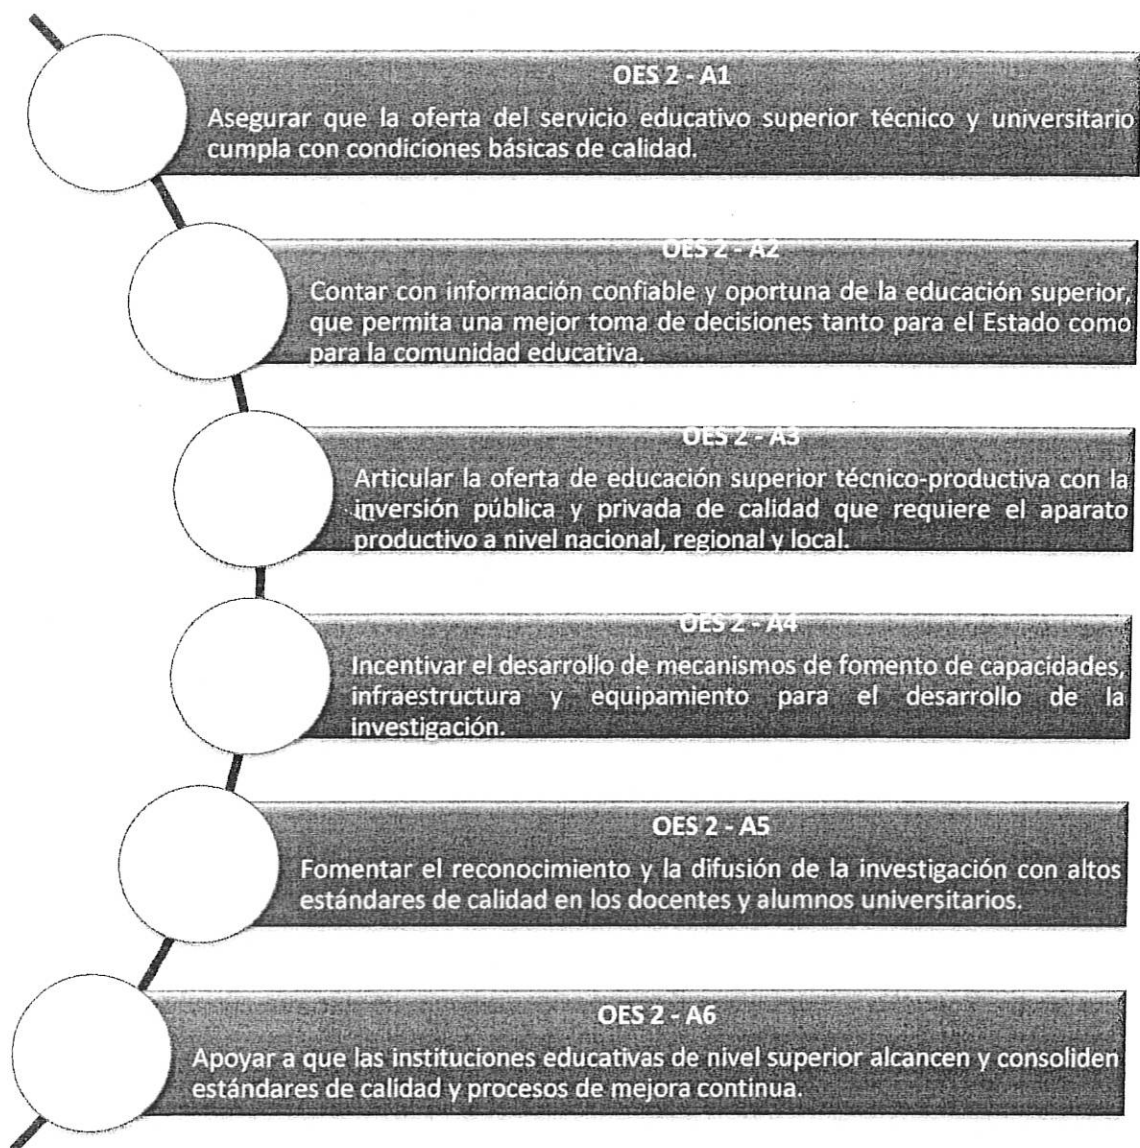 OES 2 - A1
Asegurar que la oferta del servicio educativo superior técnico y universitario
cumpla con condiciones básicas de calidad.
OES 2 - A2
Contar con información confiable y oportuna de la educación superior,
que permita una mejor toma de decisiones tanto para el Estado como
para la comunidad educativa.
OES 2 - A3
Articular la oferta de educación superior técnico-productiva con la
inversión pública y privada de calidad que requiere el aparato
productivo a nivel nacional, regional y local.
OES 2 - A4
Incentivar el desarrollo de mecanismos de fomento de capacidades,
infraestructura y equipamiento para el desarrollo de la
investigación.
OES 2 - A5
Fomentar el reconocimiento y la difusión de la investigación con altos
estándares de calidad en los docentes y alumnos universitarios.
OES 2 - A6
Apoyar a que las instituciones educativas de nivel superior alcancen y consoliden
estándares de calidad y procesos de mejora continua.